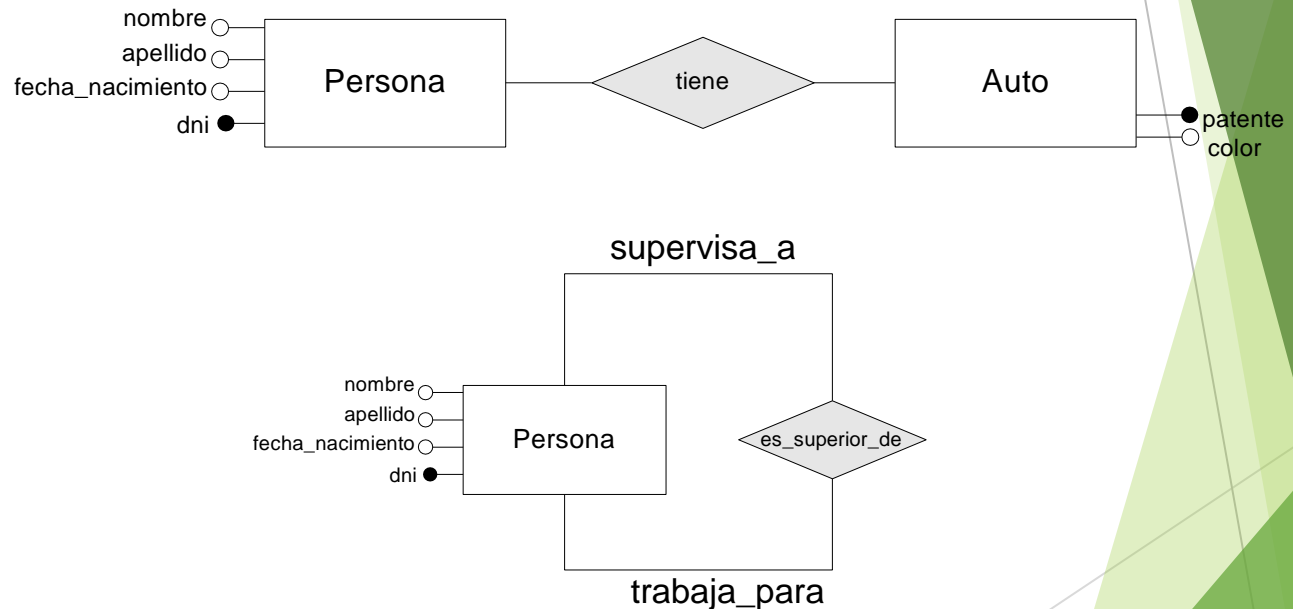 nombre
apellido
fecha_nacimiento
dni
Persona
tiene
Auto
patente
color
supervisa_a
nombre
apellido
fecha_nacimiento
dni
Persona
es_superior_de
trabaja_para